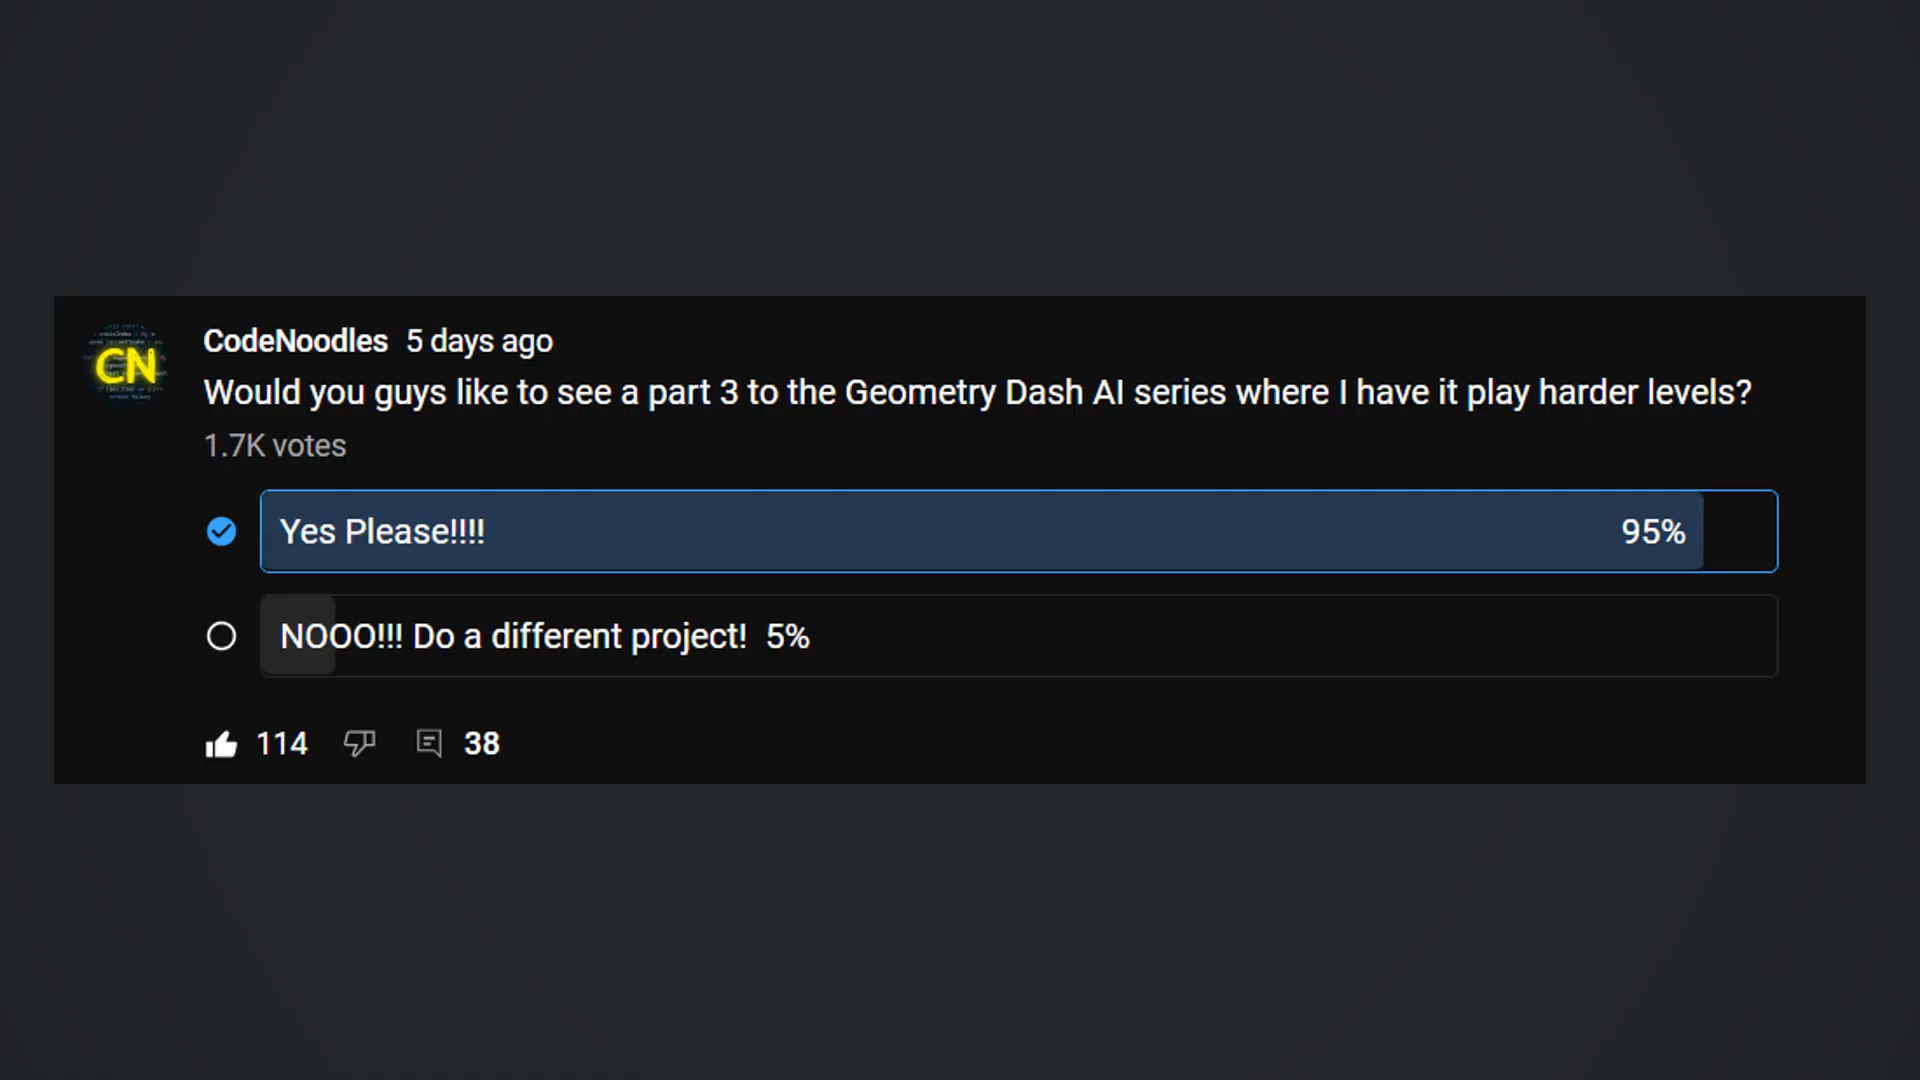 CN
CodeNoodles 5 days ago
Would you guys like to see a part 3 to the Geometry Dash AI series where I have it play harder levels?
1.7K votes
Yes Please!!!! 95%
NOOO!!! Do a different project! 5%
114 38